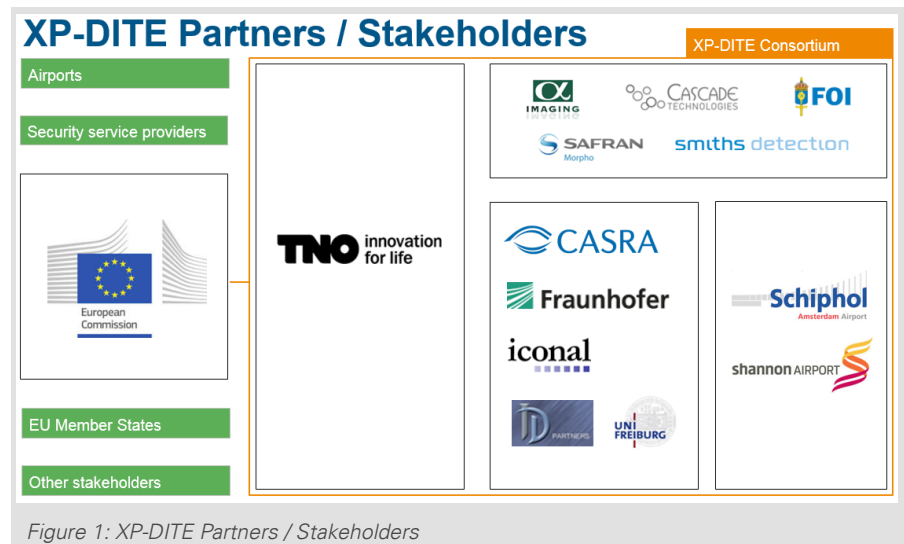 XP-DITE Partners / Stakeholders
XP-DITE Consortium
Airports
Security service providers
European
Commission
EU Member States
Other stakeholders
TNO innovation
for life
α
IMAGING
CASCADE
TECHNOLOGIES
FOI
SAFRAN
Morpho
smiths detection
CASRA
Fraunhofer
iconal
ID
PARTNERS
UNI
FREIBURG
Schiphol
Amsterdam Airport
shannon AIRPORT
Figure 1: XP-DITE Partners / Stakeholders